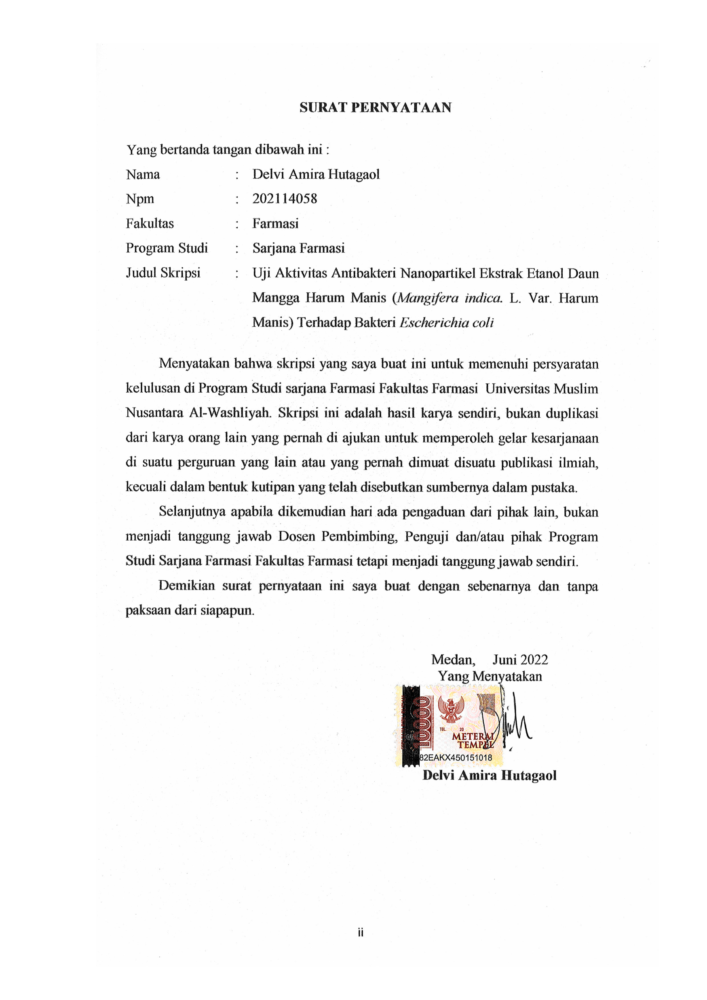 SURAT PERNYATAAN
Yang bertanda tangan dibawah ini :
Nama : Delvi Amira Hutagaol
Npm : 202114058
Fakultas : Farmasi
Program Studi : Sarjana Farmasi
Judul Skripsi : Uji Aktivitas Antibakteri Nanopartikel Ekstrak Etanol Daun
Mangga Harum Manis (Mangifera indica. L. Var. Harum
Manis) Terhadap Bakteri Escherichia coli
Menyatakan bahwa skripsi yang saya buat ini untuk memenuhi persyaratan
kelulusan di Program Studi sarjana Farmasi Fakultas Farmasi Universitas Muslim
Nusantara Al-Washliyah. Skripsi ini adalah hasil karya sendiri, bukan duplikasi
dari karya orang lain yang pernah di ajukan untuk memperoleh gelar kesarjanaan
di suatu perguruan yang lain atau yang pernah dimuat disuatu publikasi ilmiah,
kecuali dalam bentuk kutipan yang telah disebutkan sumbernya dalam pustaka.
Selanjutnya apabila dikemudian hari ada pengaduan dari pihak lain, bukan
menjadi tanggung jawab Dosen Pembimbing, Penguji dan/atau pihak Program
Studi Sarjana Farmasi Fakultas Farmasi tetapi menjadi tanggung jawab sendiri.
Demikian surat pernyataan ini saya buat dengan sebenarnya dan tanpa
paksaan dari siapapun.
Medan, Juni 2022
Yang Menyatakan
10000
TGL. 20
METERAI
TEMPEL
82EAKX450151018
Delvi Amira Hutagaol
ii